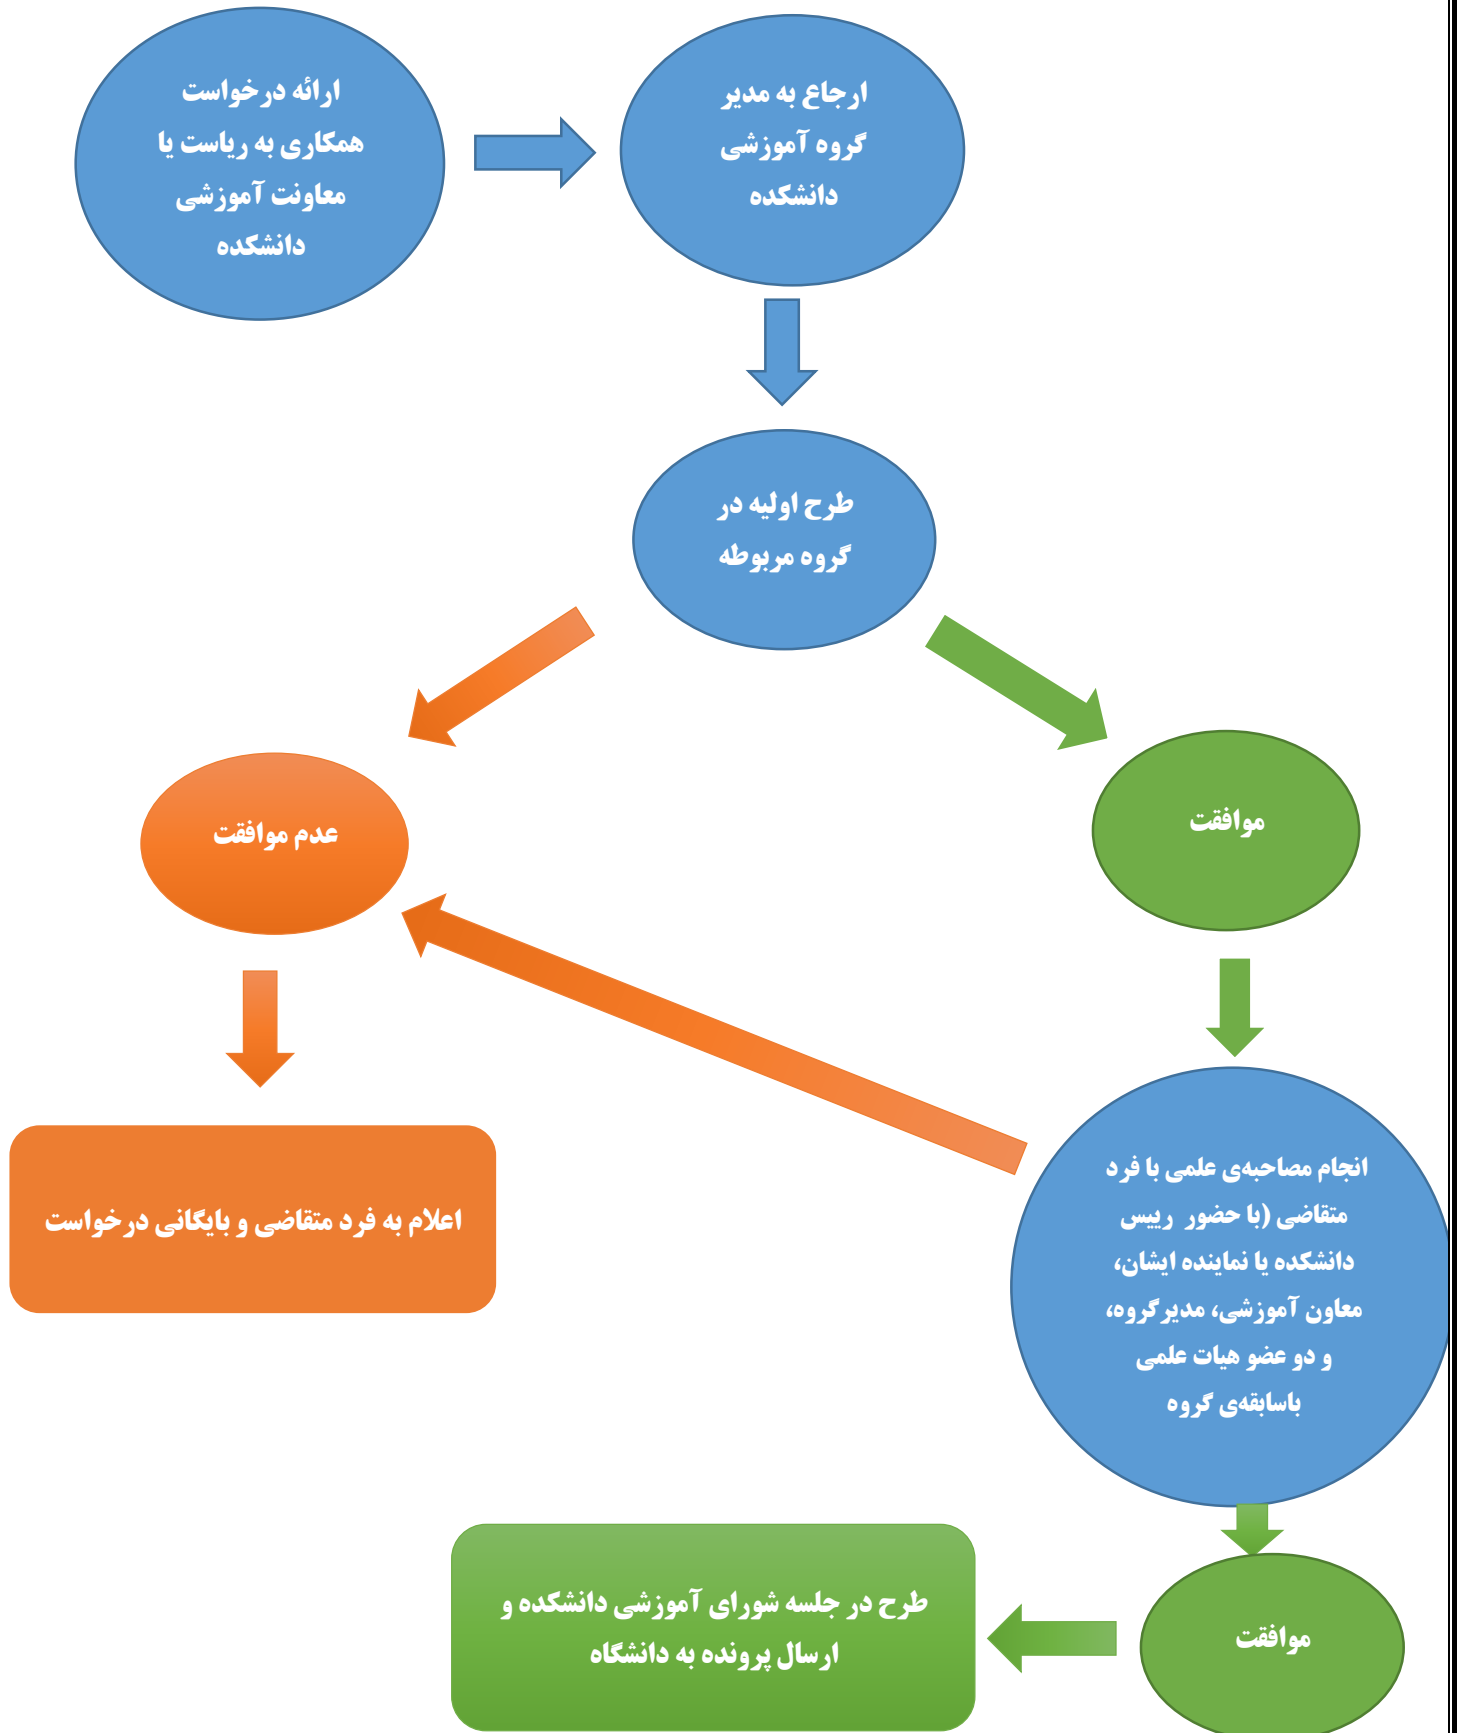 ارائه درخواست
همکاری به ریاست یا
معاونت آموزشی
دانشکده
ارجاع به مدیر
گروه آموزشی
دانشکده
طرح اولیه در
گروه مربوطه
عدم موافقت
موافقت
اعلام به فرد متقاضی و بایگانی درخواست
انجام مصاحبه‌ی علمی با فرد
متقاضی (با حضور رییس
دانشکده یا نماینده ایشان،
معاون آموزشی، مدیرگروه،
و دو عضو هیات علمی
باسابقه‌ی گروه
موافقت
طرح در جلسه شورای آموزشی دانشکده و
ارسال پرونده به دانشگاه